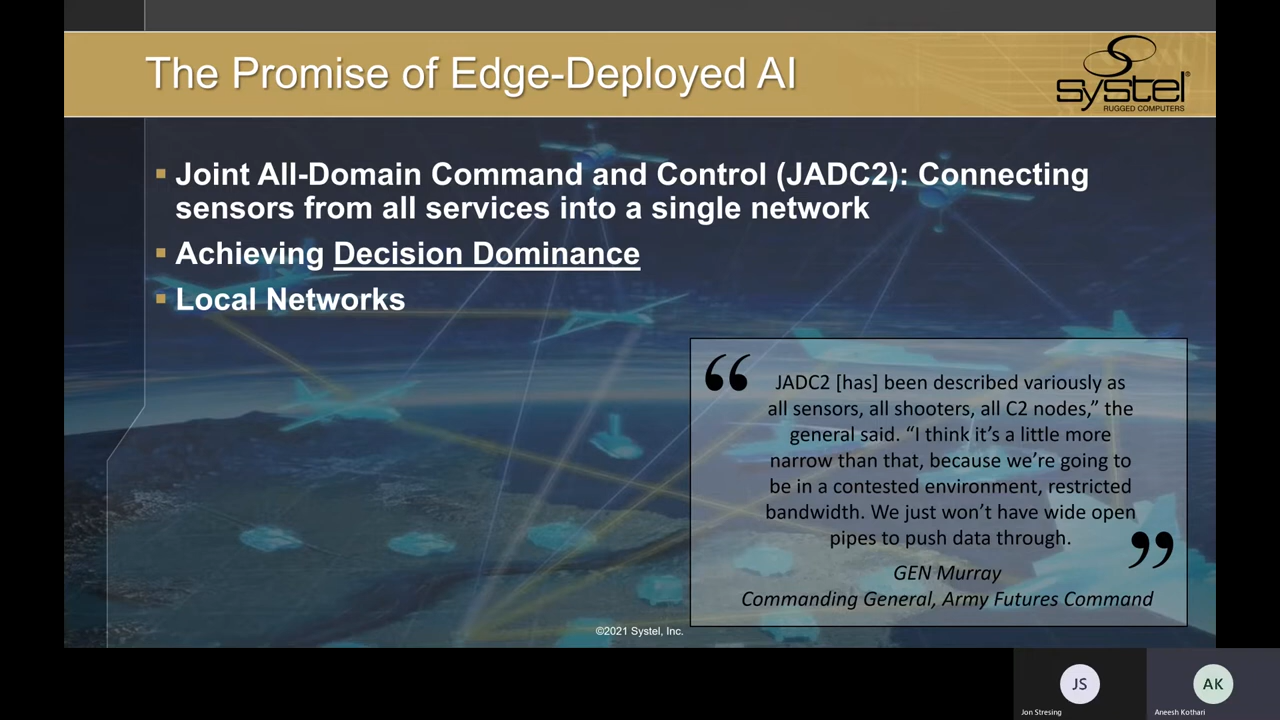 The Promise of Edge-Deployed AI
systel®
RUGGED COMPUTERS
▪ Joint All-Domain Command and Control (JADC2): Connecting
sensors from all services into a single network
▪ Achieving Decision Dominance
▪ Local Networks
“
JADC2 [has] been described variously as
all sensors, all shooters, all C2 nodes,” the
general said. “I think it’s a little more
narrow than that, because we’re going to
be in a contested environment, restricted
bandwidth. We just won’t have wide open
pipes to push data through.
”
GEN Murray
Commanding General, Army Futures Command
©2021 Systel, Inc.
JS
Jon Stresing
AK
Aneesh Kothari